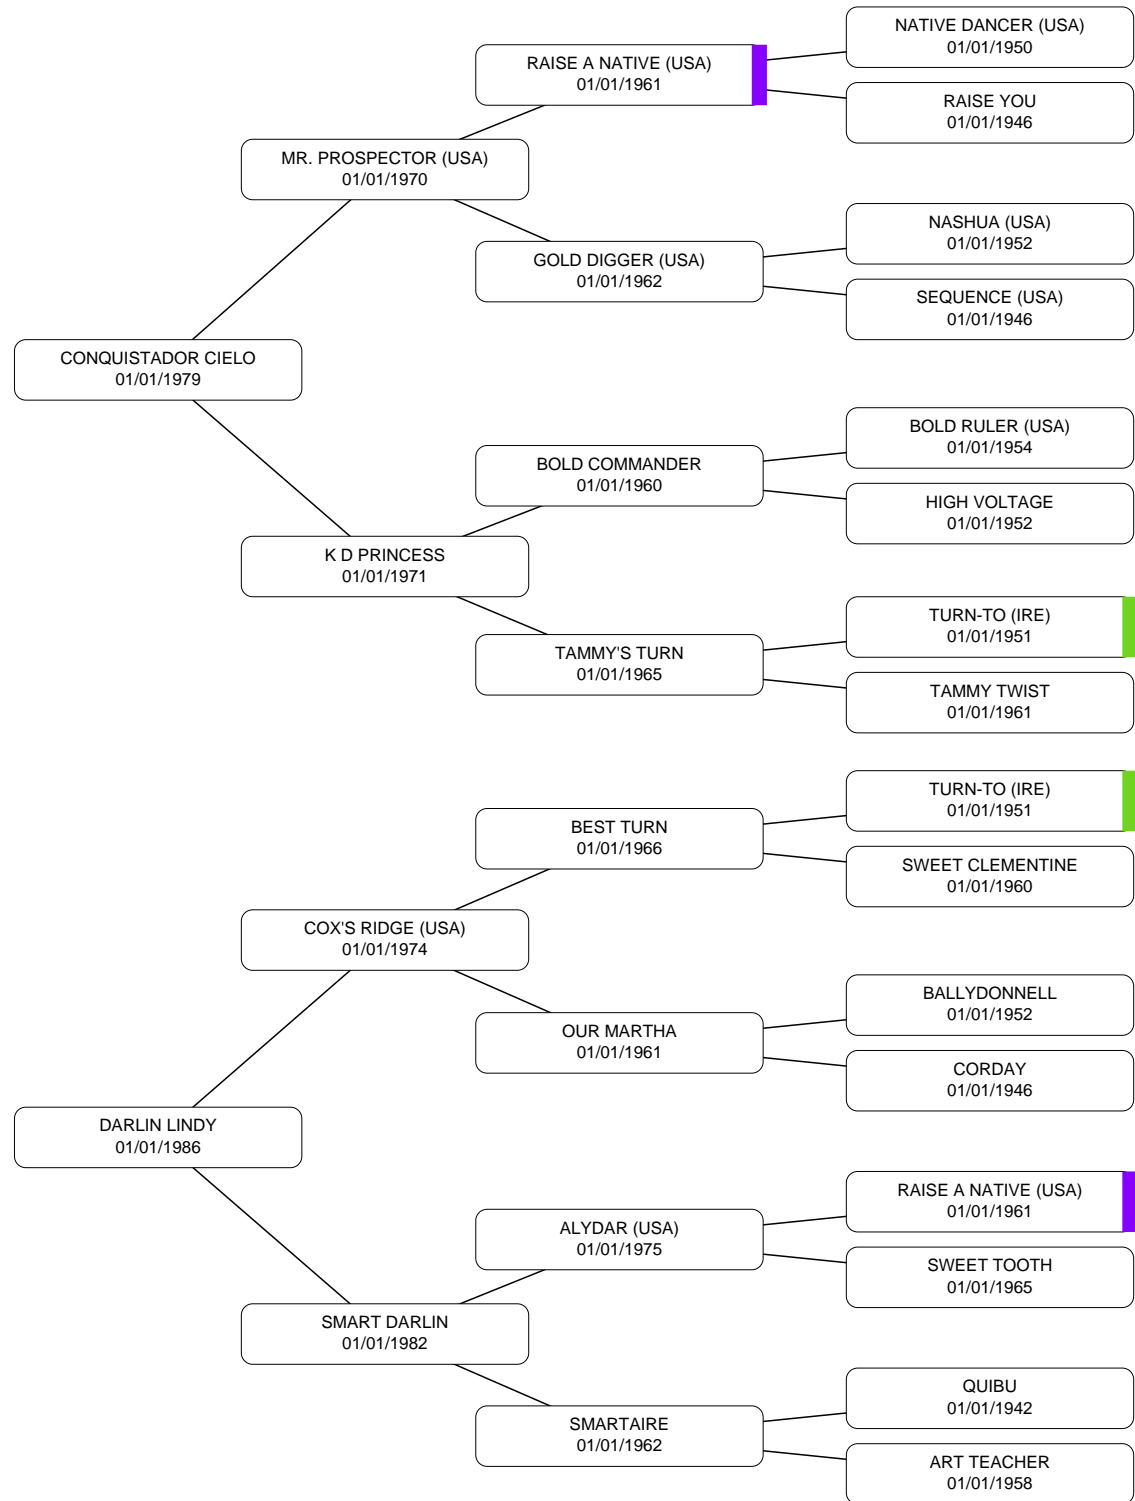 NATIVE DANCER (USA)
01/01/1950
RAISE A NATIVE (USA)
01/01/1961
RAISE YOU
01/01/1946
MR. PROSPECTOR (USA)
01/01/1970
NASHUA (USA)
01/01/1952
GOLD DIGGER (USA)
01/01/1962
SEQUENCE (USA)
01/01/1946
CONQUISTADOR CIELO
01/01/1979
BOLD RULER (USA)
01/01/1954
BOLD COMMANDER
01/01/1960
HIGH VOLTAGE
01/01/1952
K D PRINCESS
01/01/1971
TURN-TO (IRE)
01/01/1951
TAMMY'S TURN
01/01/1965
TAMMY TWIST
01/01/1961
TURN-TO (IRE)
01/01/1951
BEST TURN
01/01/1966
SWEET CLEMENTINE
01/01/1960
COX'S RIDGE (USA)
01/01/1974
BALLYDONNELL
01/01/1952
OUR MARTHA
01/01/1961
CORDAY
01/01/1946
DARLIN LINDY
01/01/1986
RAISE A NATIVE (USA)
01/01/1961
ALYDAR (USA)
01/01/1975
SWEET TOOTH
01/01/1965
SMART DARLIN
01/01/1982
QUIBU
01/01/1942
SMARTAIRE
01/01/1962
ART TEACHER
01/01/1958